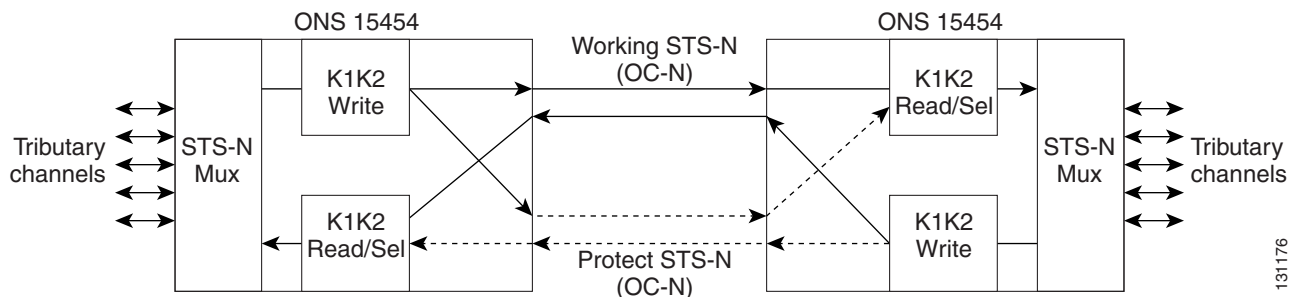 ONS 15454
ONS 15454
Working STS-N
(OC-N)
K1K2
Write
K1K2
Read/Sel
Tributary
channels
STS-N
Mux
STS-N
Mux
Tributary
channels
K1K2
Read/Sel
K1K2
Write
Protect STS-N
(OC-N)
131176